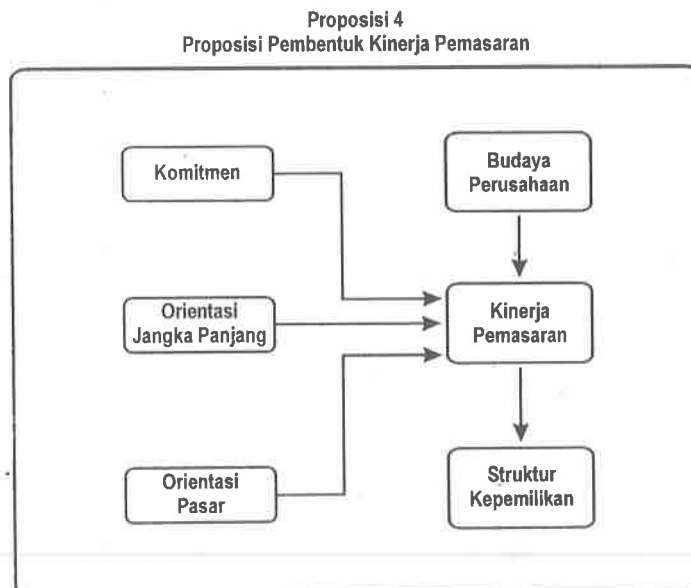 Proposisi 4
Proposisi Pembentuk Kinerja Pemasaran
Komitmen
Budaya
Perusahaan
Orientasi
Jangka Panjang
Kinerja
Pemasaran
Orientasi
Pasar
Struktur
Kepemilikan